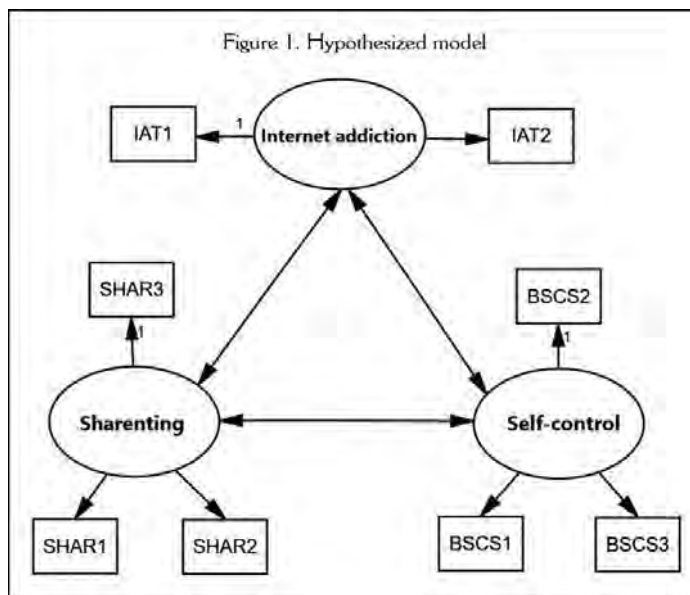 Figure 1. Hypothesized model
IAT1
1
Internet addiction
IAT2
SHAR3
1
BSCS2
1
Sharenting
Self-control
SHAR1
SHAR2
BSCS1
BSCS3